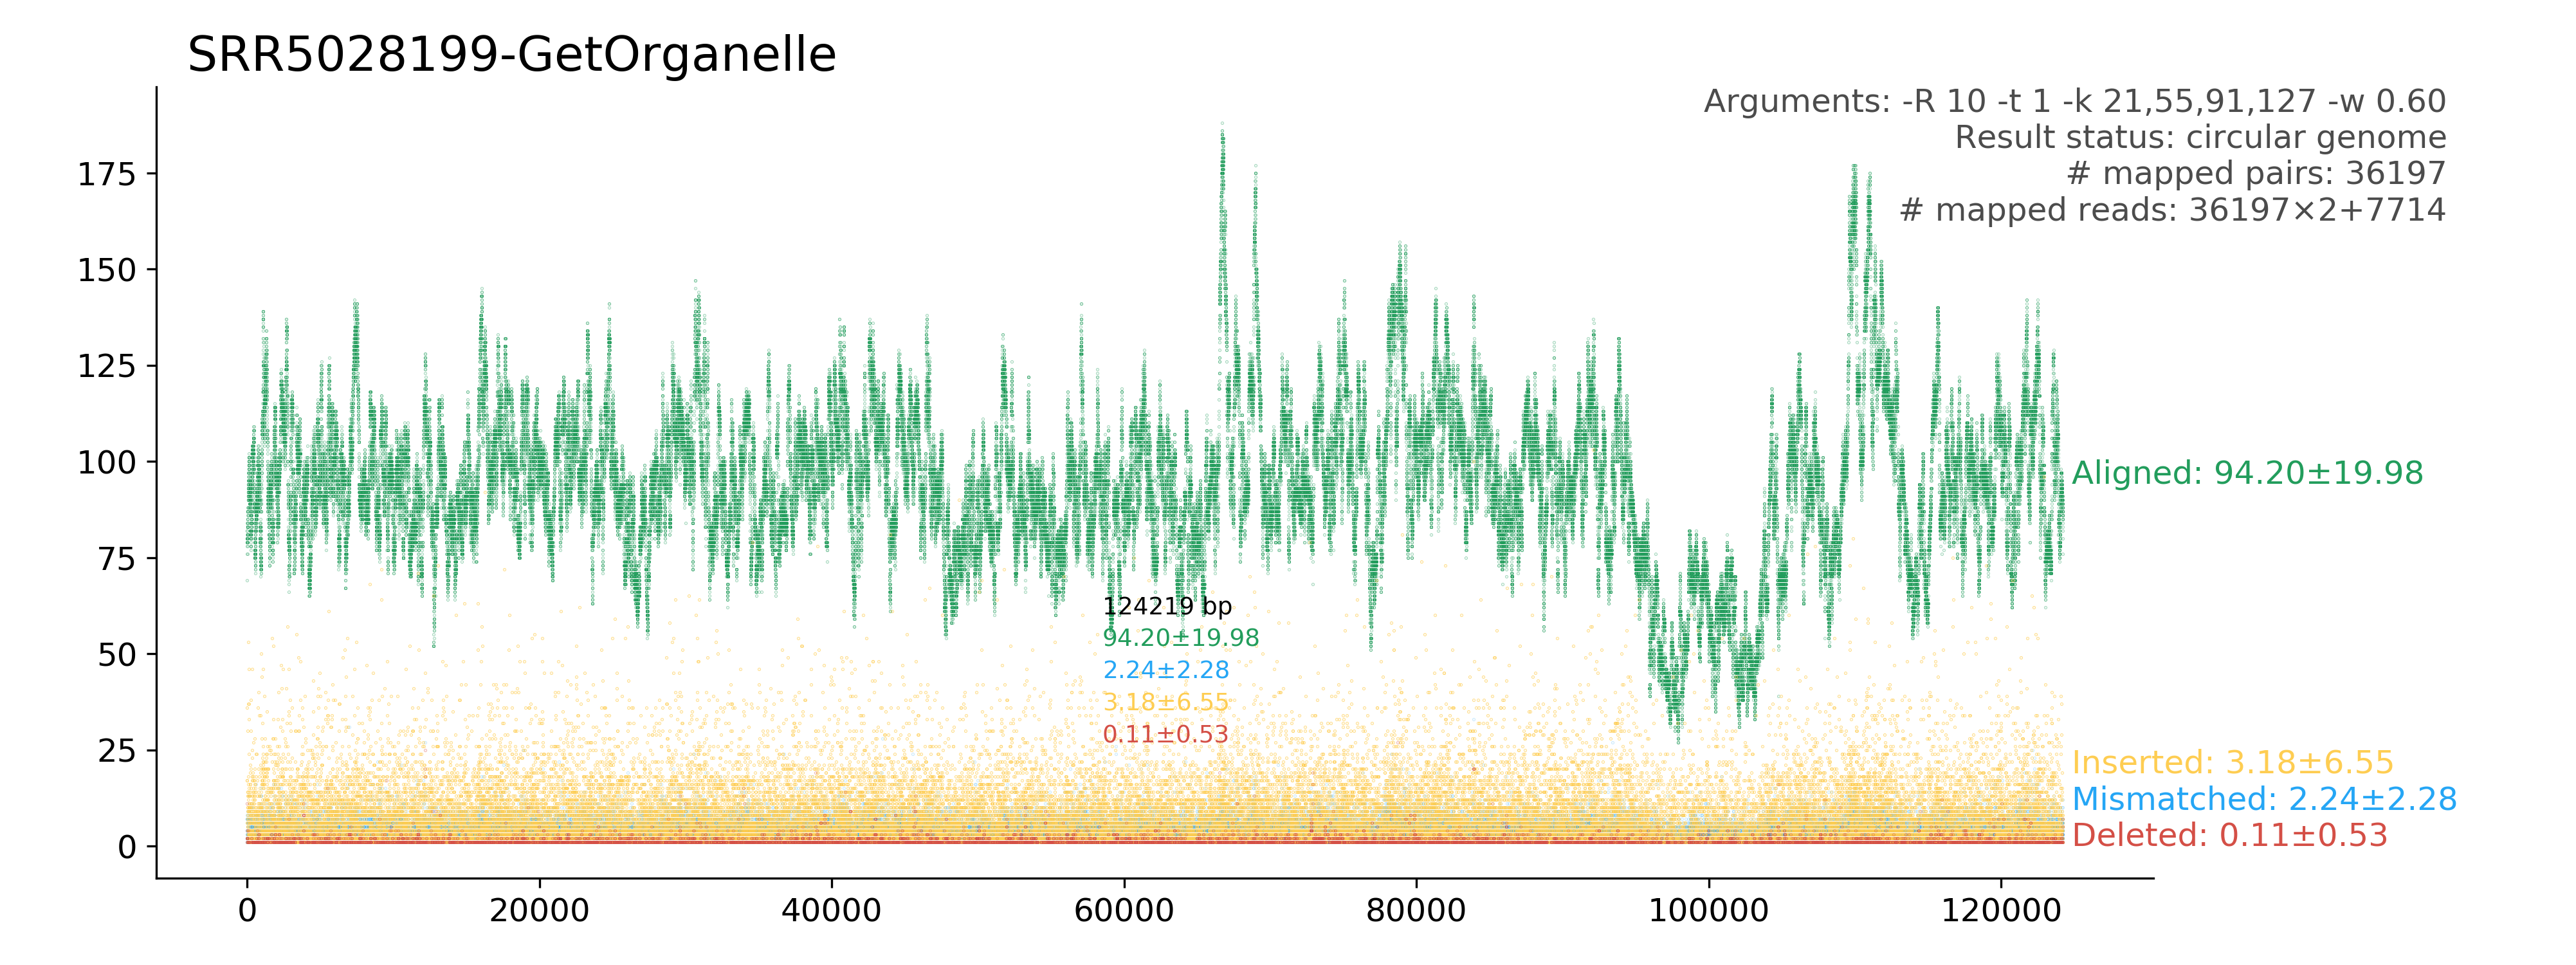 SRR5028199-GetOrganelle
Arguments: -R 10 -t 1 -k 21,55,91,127 -w 0.60
Result status: circular genome
# mapped pairs: 36197
# mapped reads: 36197×2+7714
175
150
125
100
75
50
25
0
124219 bp
94.20±19.98
2.24±2.28
3.18±6.55
0.11±0.53
Aligned: 94.20±19.98
Inserted: 3.18±6.55
Mismatched: 2.24±2.28
Deleted: 0.11±0.53
0 20000 40000 60000 80000 100000 120000